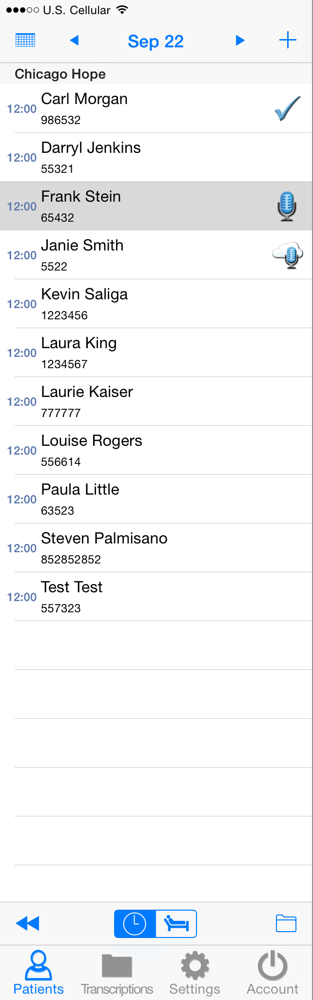 U.S. Cellular
Sep 22
Chicago Hope
Carl Morgan
12:00
986532
Darryl Jenkins
12:00
55321
Frank Stein
12:00
65432
Janie Smith
12:00
5522
Kevin Saliga
12:00
1223456
Laura King
12:00
1234567
Laurie Kaiser
12:00
777777
Louise Rogers
12:00
556614
Paula Little
12:00
63523
Steven Palmisano
12:00
852852852
Test Test
12:00
557323
Patients Transcriptions Settings Account